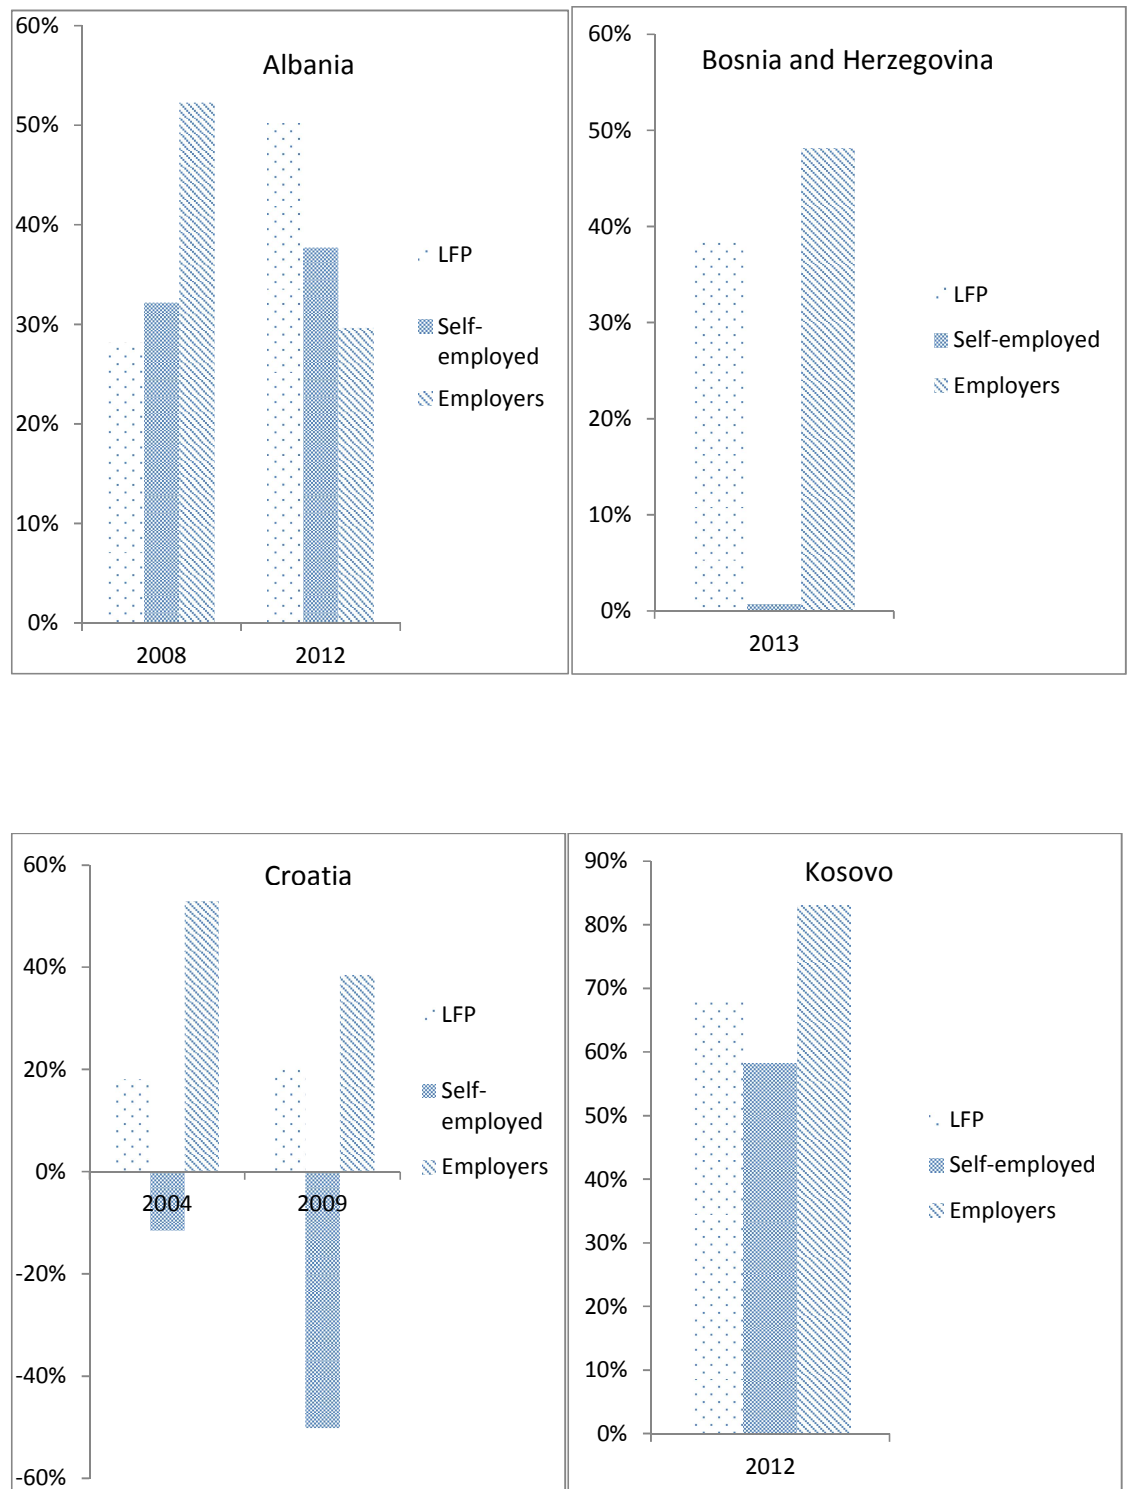 Albania
60%
50%
40%
30%
20%
10%
0%
2008 2012
LFP
Self-
employed
Employers
Bosnia and Herzegovina
60%
50%
40%
30%
20%
10%
0%
2013
LFP
Self-employed
Employers
Croatia
60%
40%
20%
0%
-20%
-40%
-60%
2004 2009
LFP
Self-
employed
Employers
Kosovo
90%
80%
70%
60%
50%
40%
30%
20%
10%
0%
2012
LFP
Self-employed
Employers